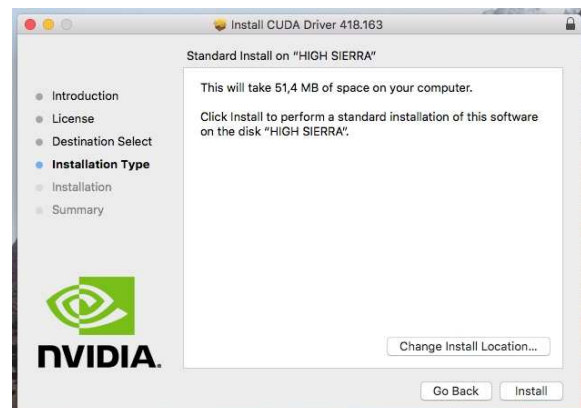 Install CUDA Driver 418.163
Standard Install on "HIGH SIERRA"
Introduction
License
Destination Select
Installation Type
Installation
Summary
This will take 51,4 MB of space on your computer.
Click Install to perform a standard installation of this software
on the disk "HIGH SIERRA".
NVIDIA.
Change Install Location...
Go Back
Install